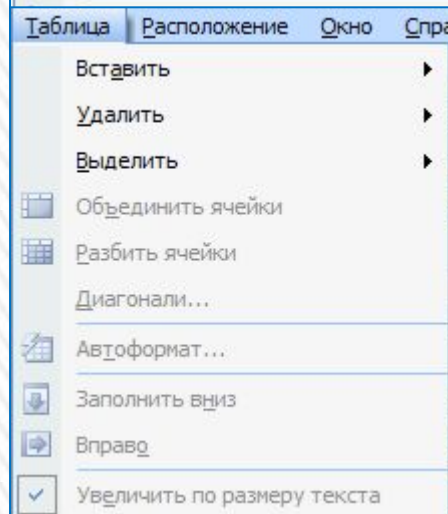 Таблица Расположение Окно Спра
Вставить
Удалить
Выделить
Объединить ячейки
Разбить ячейки
Диагонали...
Автоформат...
Заполнить вниз
Вправо
Увеличить по размеру текста